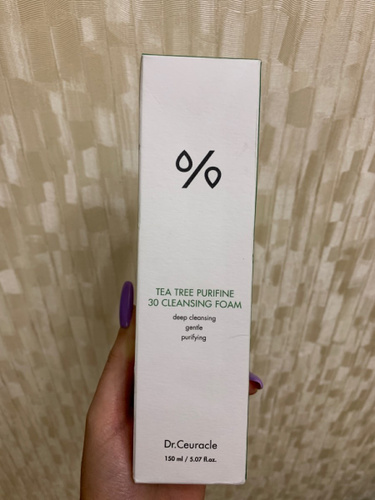 %
TEA TREE PURIFINE
30 CLEANSING FOAM
deep cleansing
gentle
purifying
Dr.Ceuracle
150 ml / 5.07 fl.oz.